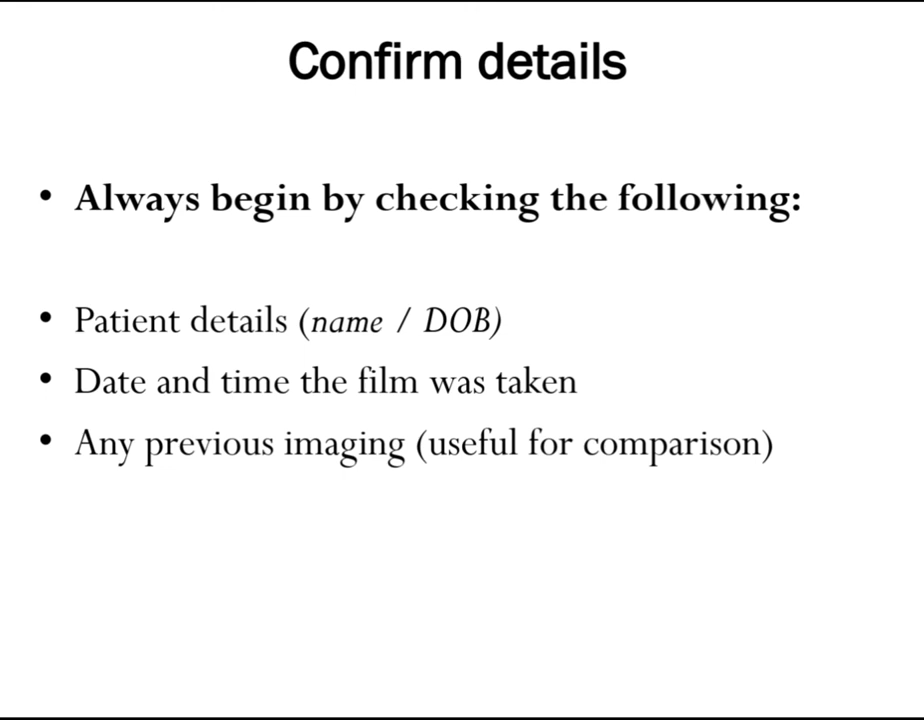 Confirm details
• Always begin by checking the following:
• Patient details (name / DOB)
• Date and time the film was taken
• Any previous imaging (useful for comparison)